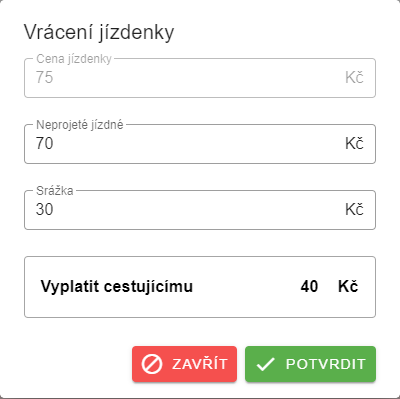 Vrácení jízdenky
Cena jízdenky
75 Kč
Neprojeté jízdné
70 Kč
Srážka
30 Kč
Vyplatit cestujícímu 40 Kč
ZAVŘÍT POTVRDIT